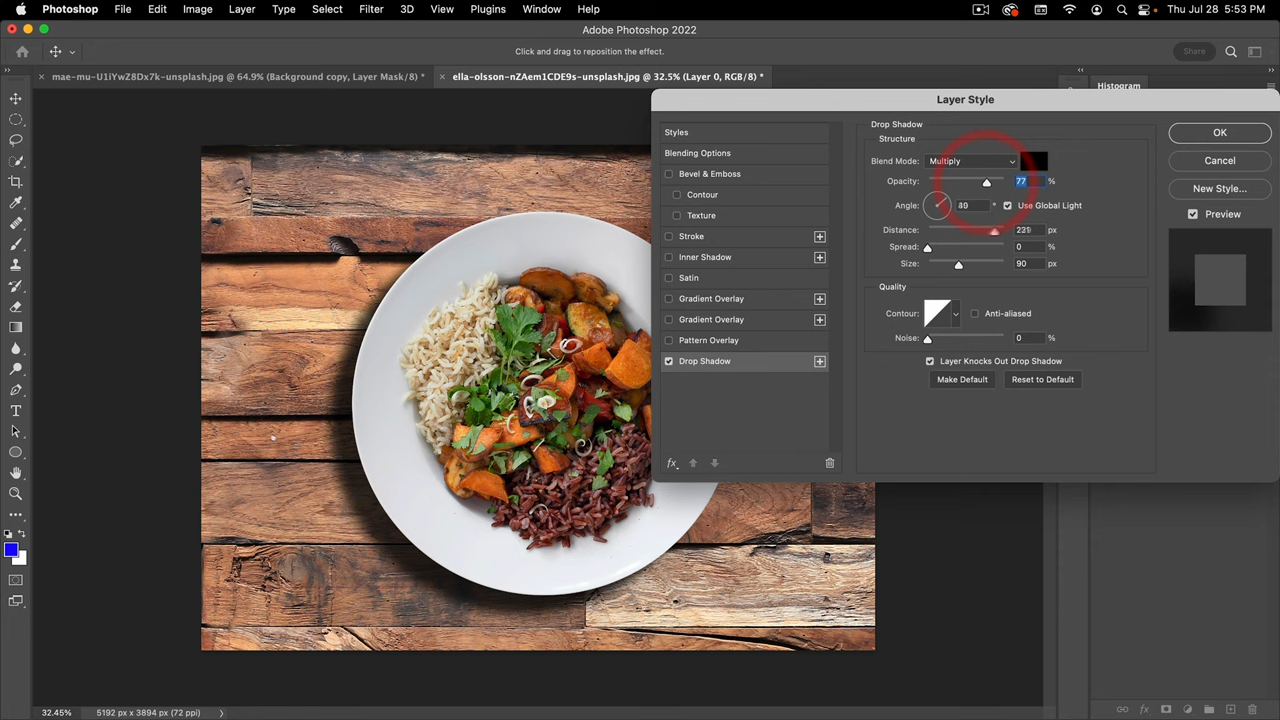 Photoshop File Edit Image Layer Type Select Filter 3D View Plugins Window Help Thu Jul 28 5:53 PM
Adobe Photoshop 2022
Click and drag to reposition the effect. Share
mae-mu-U1iYwZ8Dx7k-unsplash.jpg @ 64.9% (Background copy, Layer Mask/8) * ella-olsson-nZAem1CDE9s-unsplash.jpg @ 32.5% (Layer 0, RGB/8) *
Histogram
Layer Style
Styles
Blending Options
Bevel & Emboss
Contour
Texture
Stroke
Inner Shadow
Satin
Gradient Overlay
Gradient Overlay
Pattern Overlay
Drop Shadow
fx
Drop Shadow
Structure
Blend Mode: Multiply
Opacity: 77 %
Angle: ° Use Global Light
Distance: px
Spread: 0 %
Size: 90 px
Quality
Contour: Anti-aliased
Noise: 0 %
Layer Knocks Out Drop Shadow
Make Default Reset to Default
OK
Cancel
New Style...
Preview
32.45% 5192 px x 3894 px (72 ppi)
fx